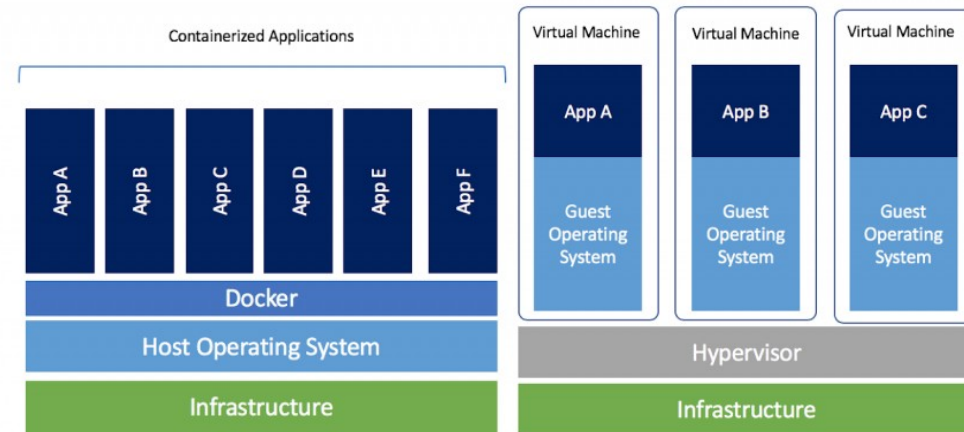 Containerized Applications
App A
App B
App C
App D
App E
App F
Docker
Host Operating System
Infrastructure
Virtual Machine
App A
Guest
Operating
System
Virtual Machine
App B
Guest
Operating
System
Virtual Machine
App C
Guest
Operating
System
Hypervisor
Infrastructure